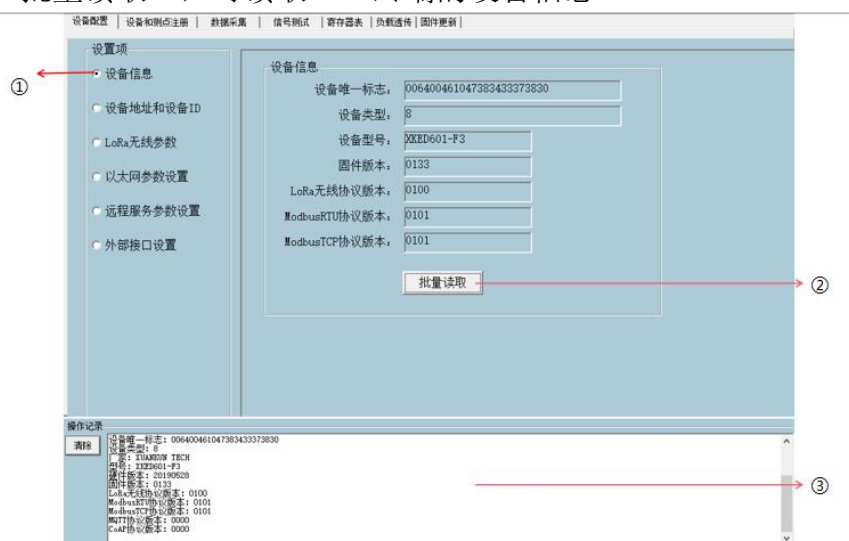 设备配置 | 设备和测点注册 | 数据采集 | 信号测试 | 寄存器表 | 负载透传 | 固件更新 |
设置项
设备信息
设备地址和设备ID
LoRa无线参数
以太网参数设置
远程服务参数设置
外部接口设置
①
设备信息
设备唯一标志: 006400461047383433373830
设备类型: 8
设备型号: XKED601-F3
固件版本: 0133
LoRa无线协议版本: 0100
ModbusRTU协议版本: 0101
ModbusTCP协议版本: 0101
批量读取
②
操作记录
清除
设备唯一标志: 006400461047383433373830
设备类型: 8
厂家: XUANKUN TECH
型号: XKED601-F3
硬件版本: 20190528
固件版本: 0133
LoRa无线协议版本: 0100
ModbusRTU协议版本: 0101
ModbusTCP协议版本: 0101
MQTT协议版本: 0000
CoAP协议版本: 0000
③